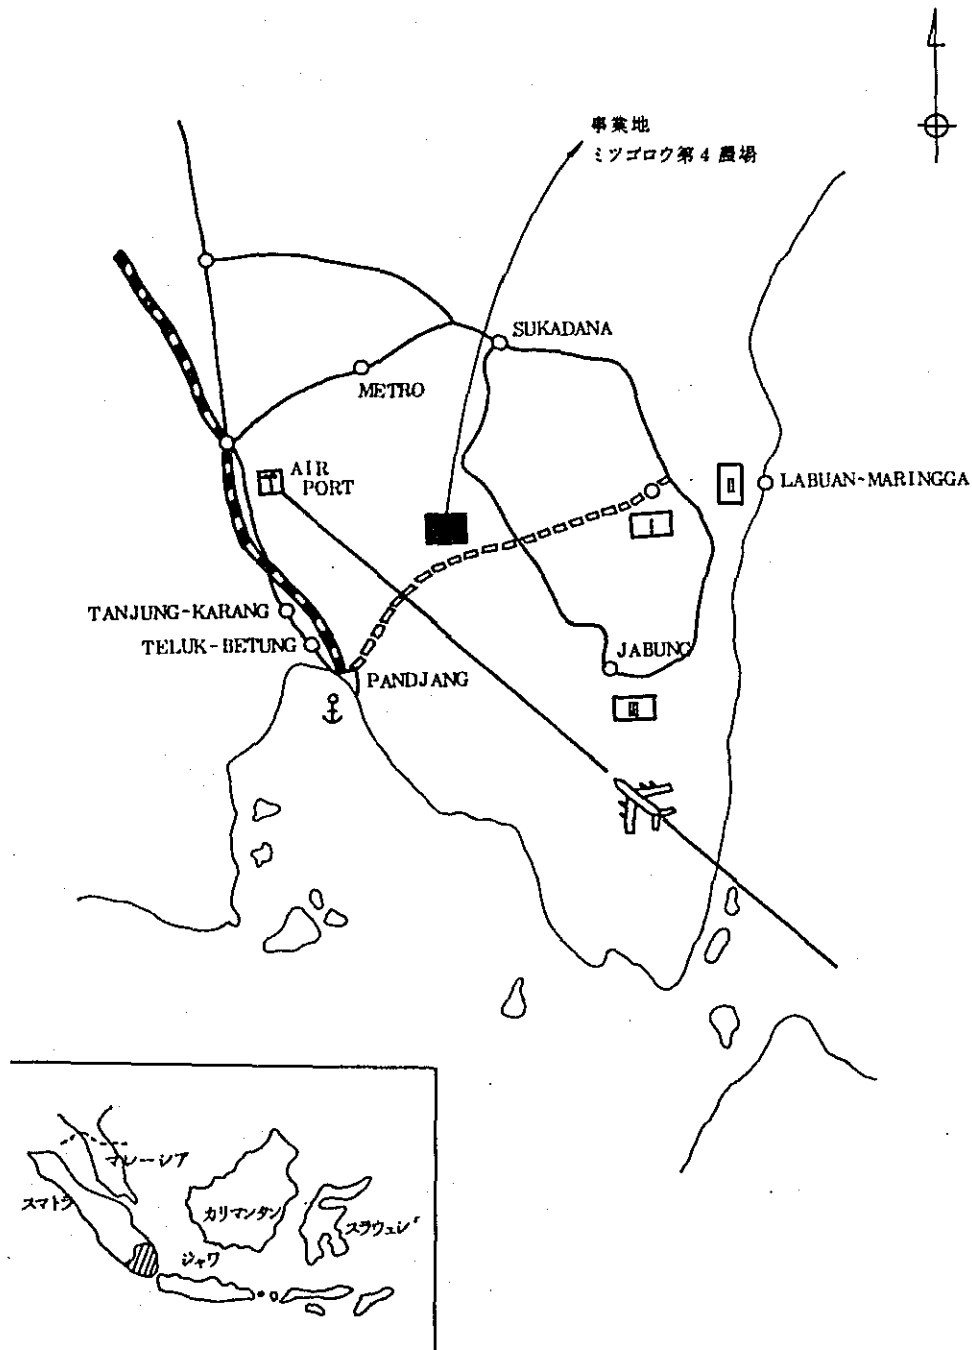 事業地
ミツゴロウ第4農場
SUKADANA
METRO
AIR
PORT
LABUAN-MARINGGA
II
I
TANJUNG-KARANG
TELUK-BETUNG
JABUNG
PANDJANG
III
マレーシア
スマトラ
カリマンタン
スラウェシ
ジャワ